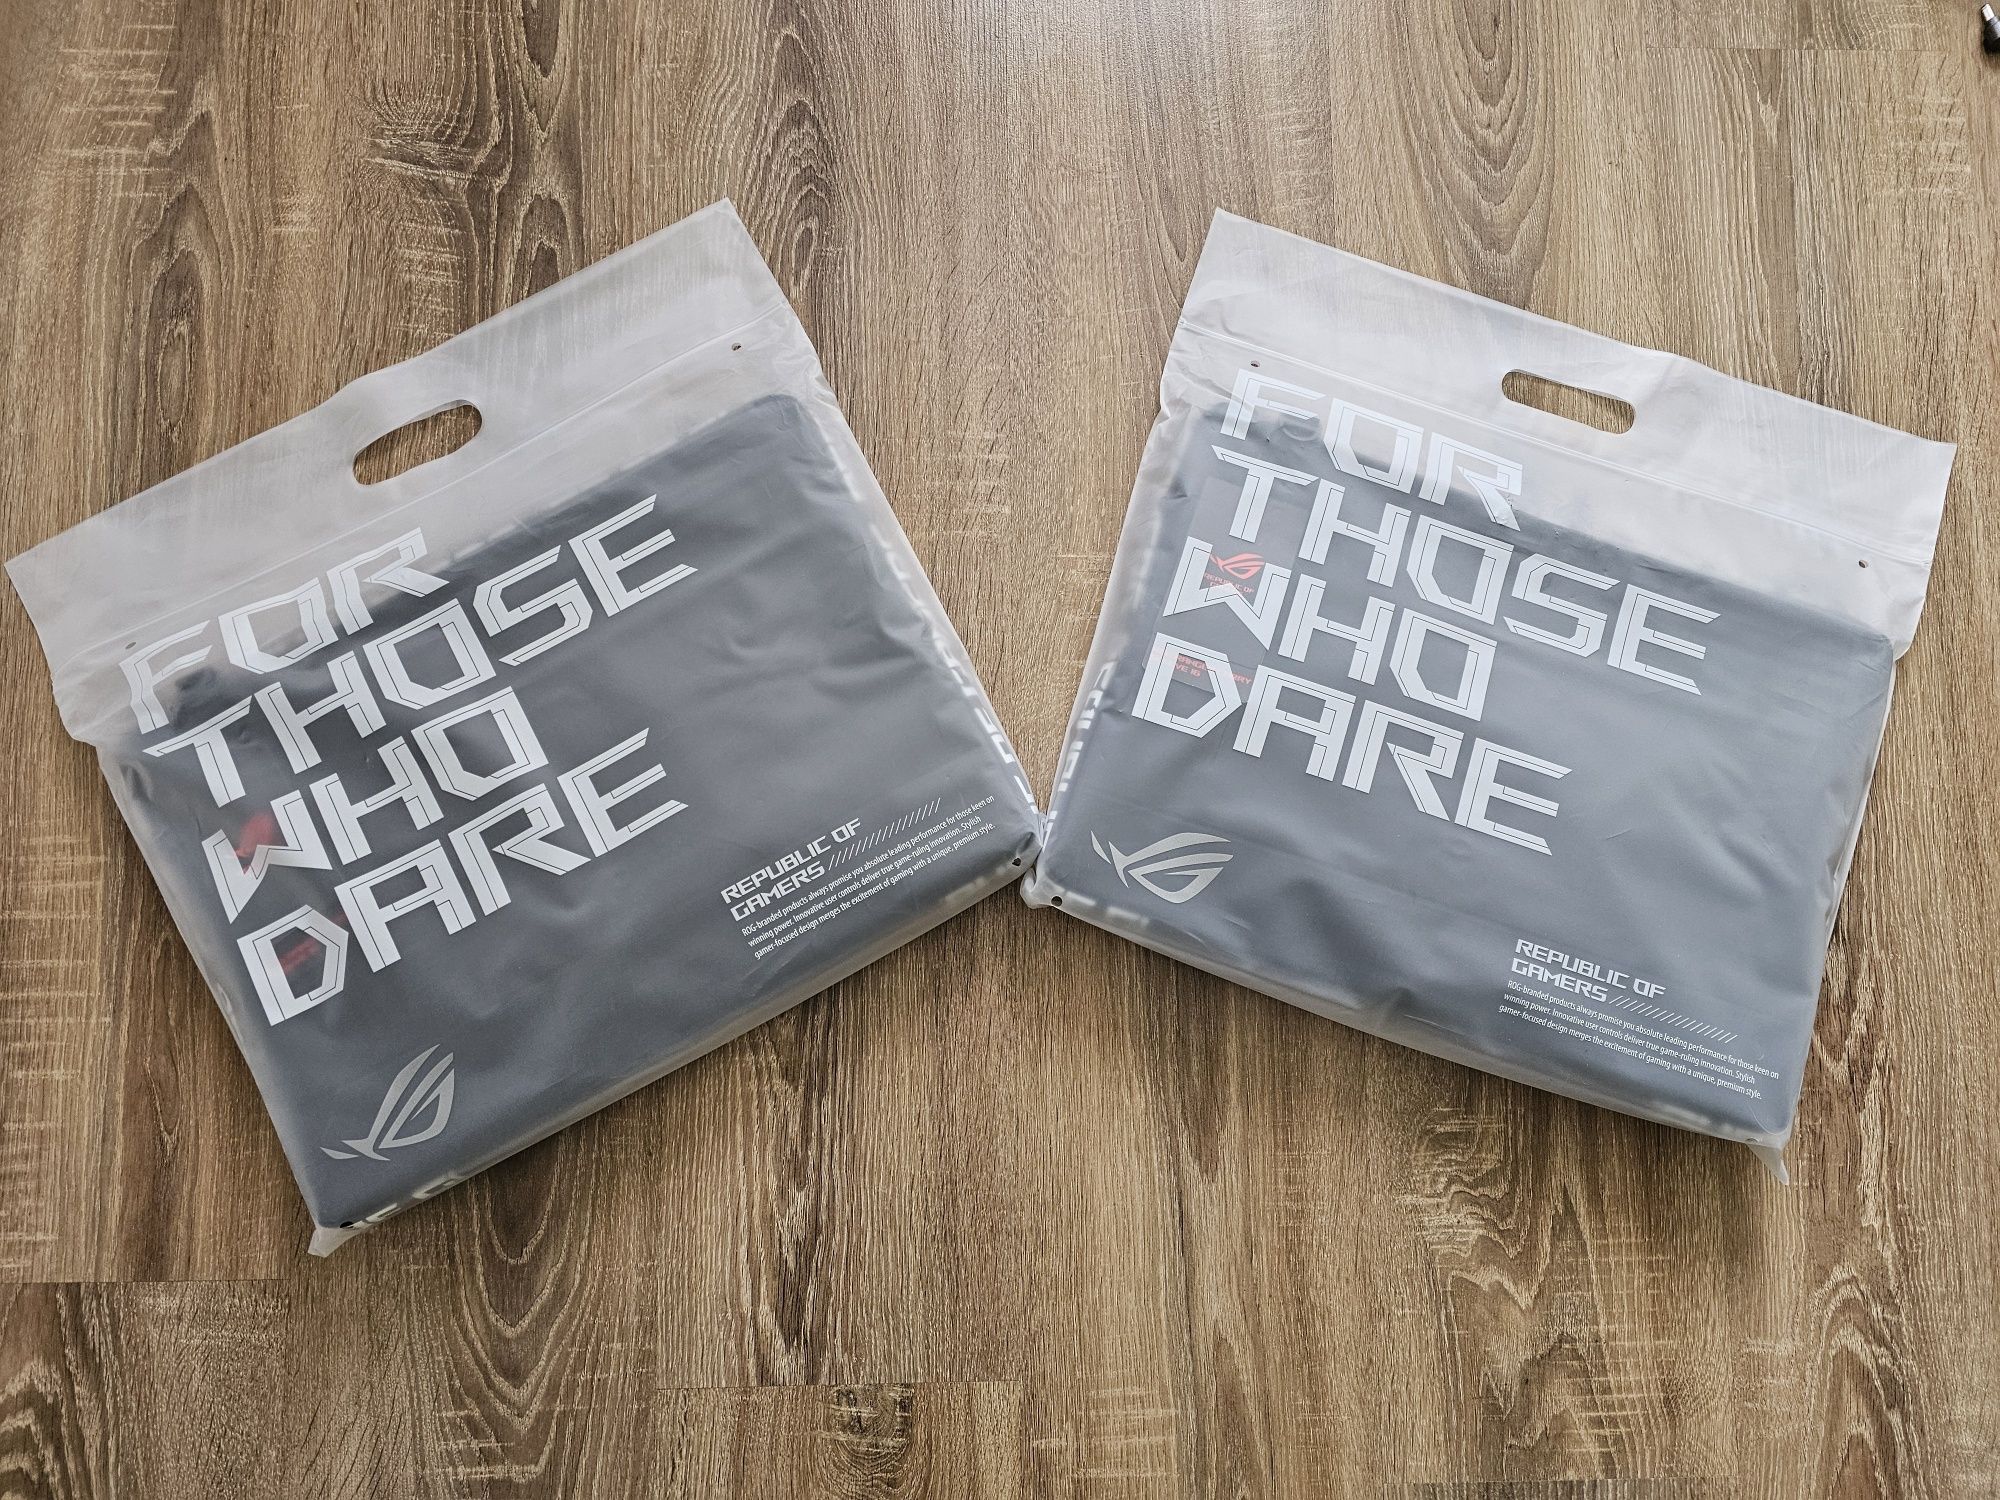 FOR
THOSE
WHO
DARE
REPUBLIC OF
GAMERS
ROG-branded products always promise you absolute leading performance for those keen on
winning power. Innovative user controls deliver true game-ruling innovation. Stylish
gamer-focused design merges the excitement of gaming with a unique, premium style.
FOR
THOSE
WHO
DARE
REPUBLIC OF
REPUBLIC OF
GAMERS
ROG-branded products always promise you absolute leading performance for those keen on
winning power. Innovative user controls deliver true game-ruling innovation. Stylish
gamer-focused design merges the excitement of gaming with a unique, premium style.